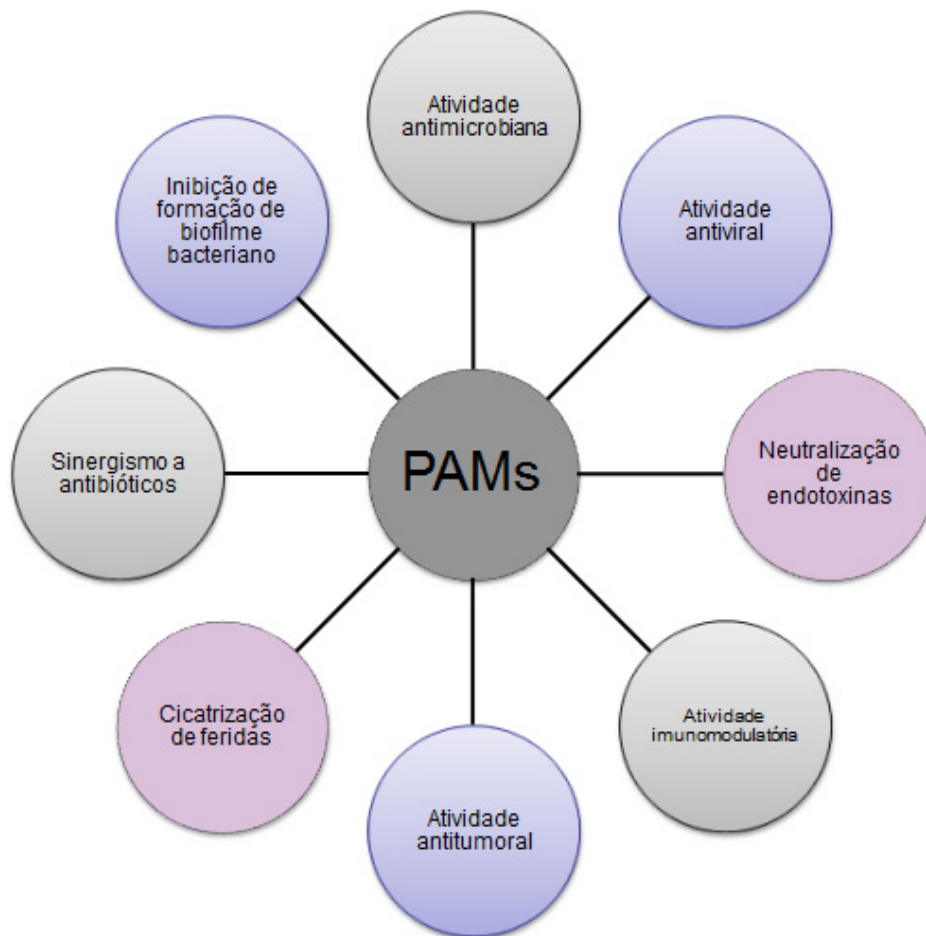 Atividade
antimicrobiana
Atividade
antiviral
Neutralização
de
endotoxinas
Atividade
imunomodulatória
Atividade
antitumoral
Cicatrização
de feridas
Sinergismo a
antibióticos
Inibição de
formação de
biofilme
bacteriano
PAMs